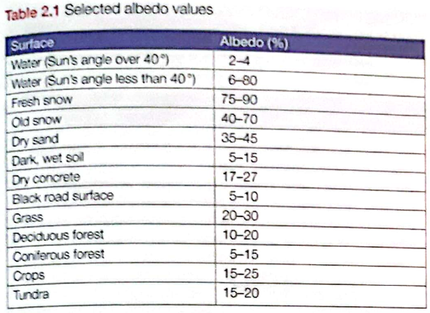 Table 2.1 Selected albedo values
Surface Albedo (%)
Water (Sun's angle over 40°) 2–4
Water (Sun's angle less than 40°) 6–80
Fresh snow 75–90
Old snow 40–70
Dry sand 35–45
Dark, wet soil 5–15
Dry concrete 17–27
Black road surface 5–10
Grass 20–30
Deciduous forest 10–20
Coniferous forest 5–15
Crops 15–25
Tundra 15–20